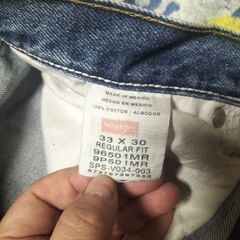 MADE IN MEXICO
HECHO EN MEXICO
100% COTTON / ALGODON
Wrangler
33 X 30
REGULAR FIT
96501MR
9P501MR
SPS-V034-003